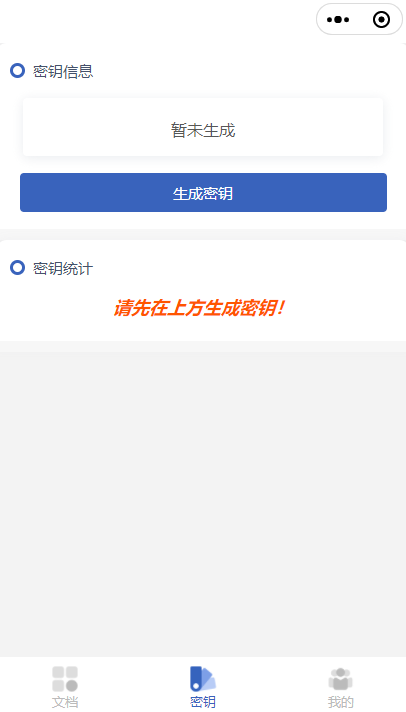 密钥信息
暂未生成
生成密钥
密钥统计
请先在上方生成密钥！
文档
密钥
我的